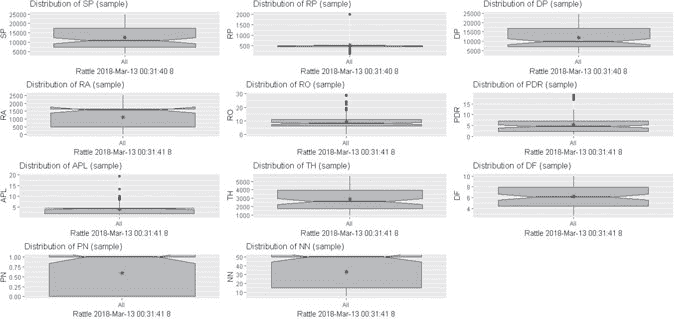 Distribution of SP (sample)
25000
20000
15000
10000
5000
SP
All
Rattle 2018-Mar-13 00:31:40 8
Distribution of RP (sample)
2000
1500
1000
500
RP
All
Rattle 2018-Mar-13 00:31:40 8
Distribution of DP (sample)
25000
20000
15000
10000
5000
DP
All
Rattle 2018-Mar-13 00:31:40 8
Distribution of RA (sample)
2500
2000
1500
1000
500
0
RA
All
Rattle 2018-Mar-13 00:31:41 8
Distribution of RO (sample)
30
20
10
0
RO
All
Rattle 2018-Mar-13 00:31:41 8
Distribution of PDR (sample)
15
10
5
0
PDR
All
Rattle 2018-Mar-13 00:31:41 8
Distribution of APL (sample)
20
15
10
5
APL
All
Rattle 2018-Mar-13 00:31:41 8
Distribution of TH (sample)
5000
4000
3000
2000
1000
TH
All
Rattle 2018-Mar-13 00:31:41 8
Distribution of DF (sample)
10
8
6
4
2
DF
All
Rattle 2018-Mar-13 00:31:41 8
Distribution of PN (sample)
1.00
0.75
0.50
0.25
0.00
PN
All
Rattle 2018-Mar-13 00:31:41 8
Distribution of NN (sample)
50
40
30
20
10
NN
All
Rattle 2018-Mar-13 00:31:41 8